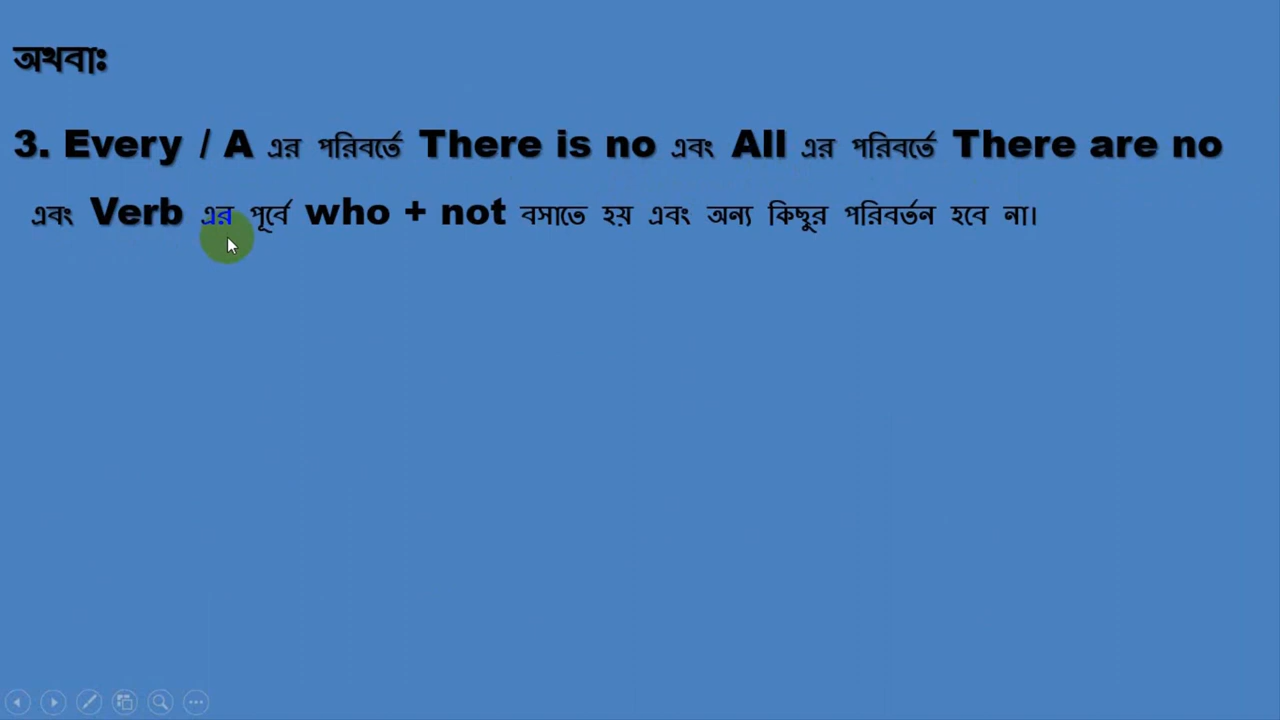 অথবাঃ
3. Every / A এর পরিবর্তে There is no এবং All এর পরিবর্তে There are no
এবং Verb এর পূর্বে who + not বসাতে হয় এবং অন্য কিছুর পরিবর্তন হবে না।